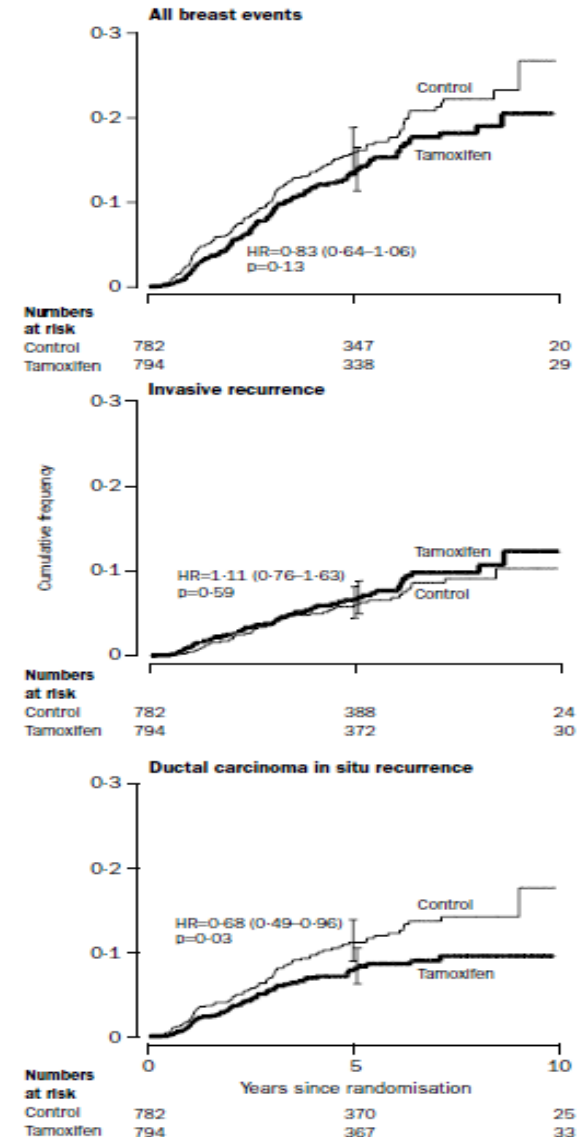 All breast events
0·3
0·2
0·1
0
Control
Tamoxifen
HR=0·83 (0·64–1·06)
p=0·13
Numbers
at risk
Control 782 347 20
Tamoxifen 794 338 29
Invasive recurrence
0·3
0·2
0·1
0
Cumulative frequency
Tamoxifen
Control
HR=1·11 (0·76–1·63)
p=0·59
Numbers
at risk
Control 782 388 24
Tamoxifen 794 372 30
Ductal carcinoma in situ recurrence
0·3
0·2
0·1
0
Control
HR=0·68 (0·49–0·96)
p=0·03
Tamoxifen
0 5 10
Years since randomisation
Numbers
at risk
Control 782 370 25
Tamoxifen 794 367 33